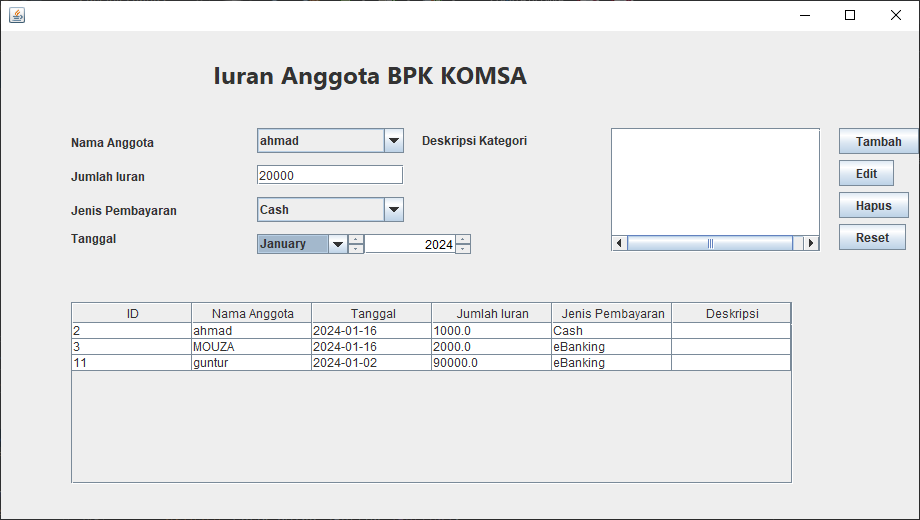 Iuran Anggota BPK KOMSA
Nama Anggota ahmad Deskripsi Kategori Tambah
Jumlah Iuran 20000 Edit
Jenis Pembayaran Cash Hapus
Tanggal January 2024 Reset
ID Nama Anggota Tanggal Jumlah Iuran Jenis Pembayaran Deskripsi
2 ahmad 2024-01-16 1000.0 Cash
3 MOUZA 2024-01-16 2000.0 eBanking
11 guntur 2024-01-02 90000.0 eBanking